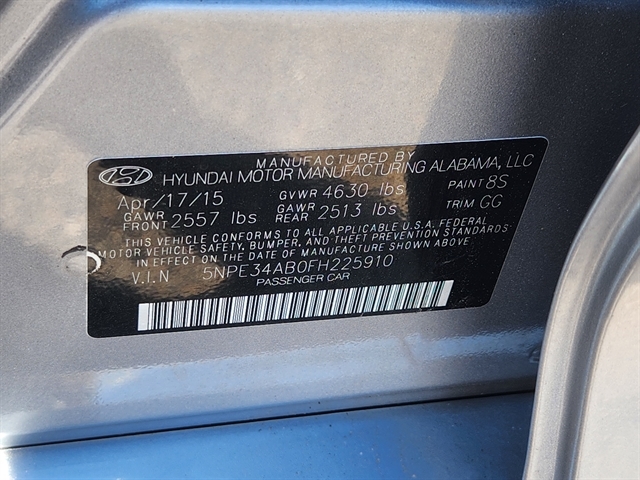 MANUFACTURED BY
HYUNDAI MOTOR MANUFACTURING ALABAMA, LLC
Apr/17/15 GVWR 4630 lbs PAINT 8S
GAWR FRONT 2557 lbs GAWR REAR 2513 lbs TRIM GG
THIS VEHICLE CONFORMS TO ALL APPLICABLE U.S.A. FEDERAL
MOTOR VEHICLE SAFETY, BUMPER, AND THEFT PREVENTION STANDARDS
IN EFFECT ON THE DATE OF MANUFACTURE SHOWN ABOVE.
V.I.N 5NPE34AB0FH225910
PASSENGER CAR